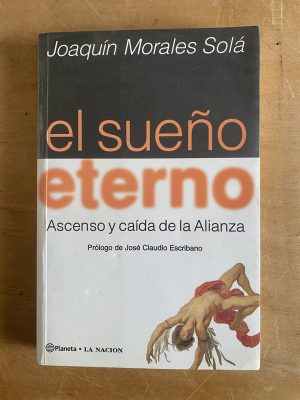 Joaquín Morales Solá
el sueño
eterno
Ascenso y caída de la Alianza
Prólogo de José Claudio Escribano
Planeta • LA NACION